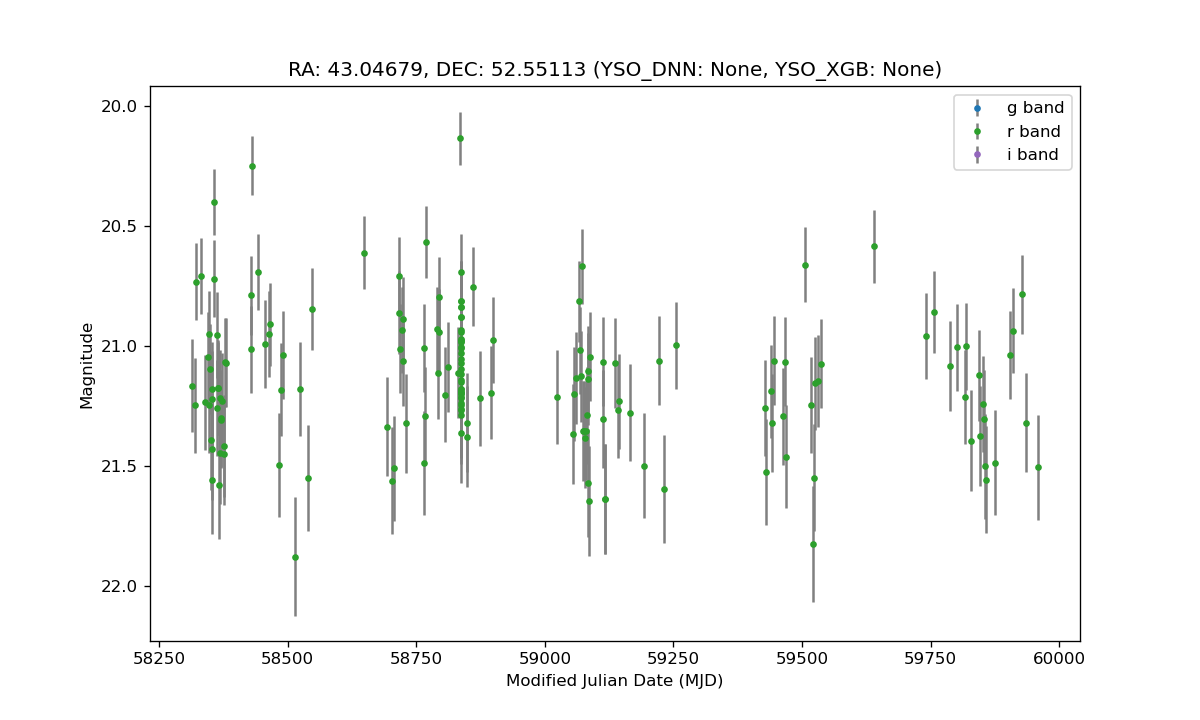 RA: 43.04679, DEC: 52.55113 (YSO_DNN: None, YSO_XGB: None)
g band
r band
i band
20.0
20.5
21.0
21.5
22.0
Magnitude
58250 58500 58750 59000 59250 59500 59750 60000
Modified Julian Date (MJD)